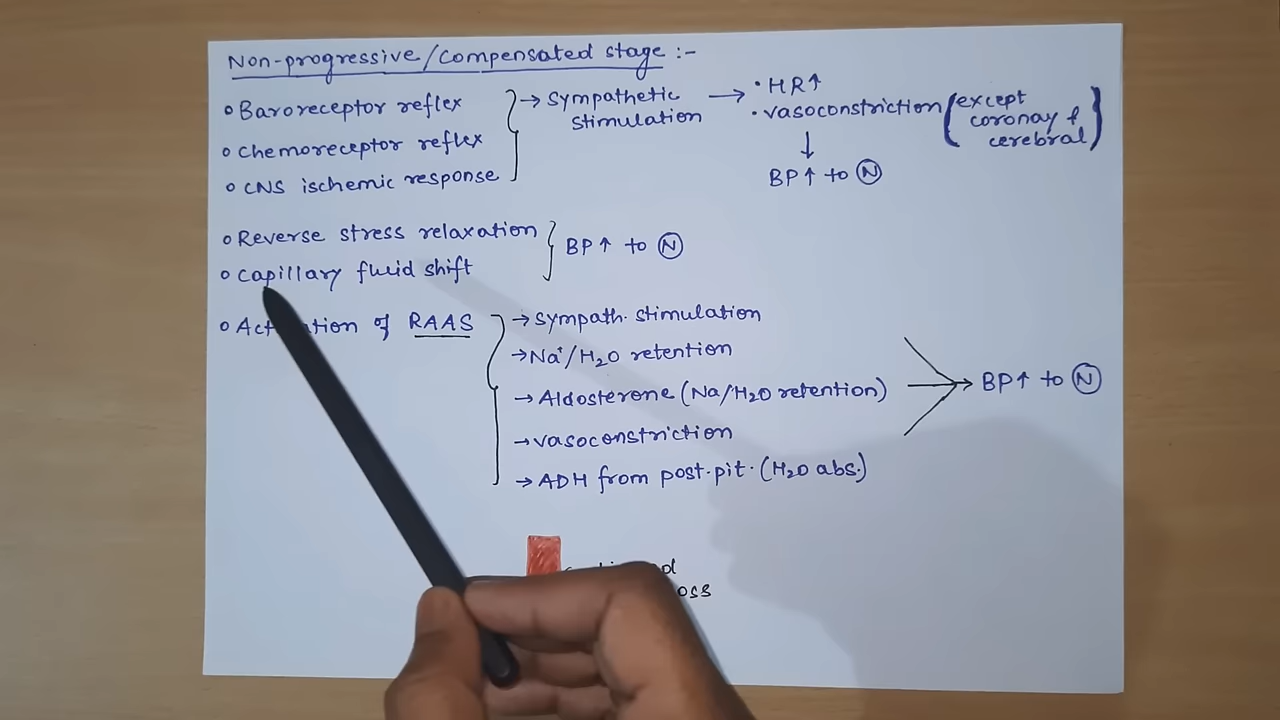 Non-progressive/Compensated stage :-
Baroreceptor reflex
Chemoreceptor reflex
CNS ischemic response
→ Sympathetic
stimulation
→ • HR↑
• vasoconstriction (except
coronay &
cerebral)
↓
BP↑ to N
Reverse stress relaxation
Capillary fluid shift
BP↑ to N
of RAAS
→ Sympath. stimulation
→ Na⁺/H₂O retention
→ Aldosterone (Na/H₂O retention)
→ vasoconstriction
→ ADH from post.pit. (H₂O abs.)
→ BP↑ to N